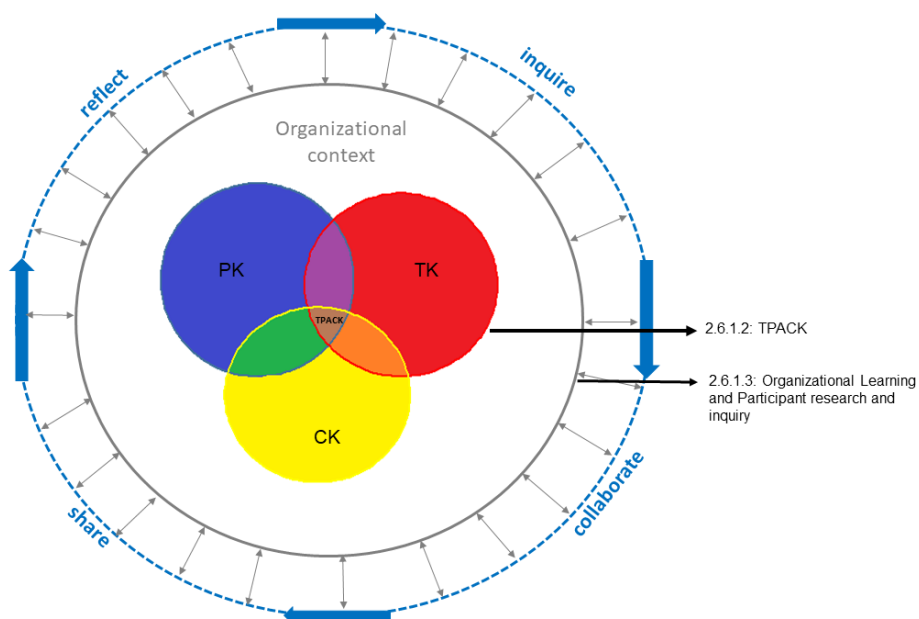 reflect
inquire
Organizational
context
PK
TK
TPACK
CK
share
collaborate
2.6.1.2: TPACK
2.6.1.3: Organizational Learning
and Participant research and
inquiry